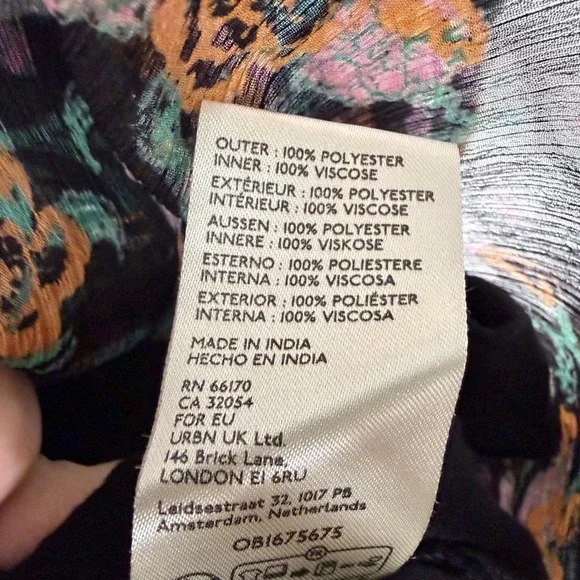 OUTER : 100% POLYESTER
INNER : 100% VISCOSE
EXTÉRIEUR : 100% POLYESTER
INTÉRIEUR : 100% VISCOSE
AUSSEN : 100% POLYESTER
INNERE : 100% VISKOSE
ESTERNO : 100% POLIESTERE
INTERNA : 100% VISCOSA
EXTERIOR : 100% POLIÉSTER
INTERNA : 100% VISCOSA
MADE IN INDIA
HECHO EN INDIA
RN 66170
CA 32054
FOR EU
URBN UK Ltd.
146 Brick Lane,
LONDON E1 6RU
Leidsestraat 32, 1017 PB
Amsterdam, Netherlands
OB1675675
FR